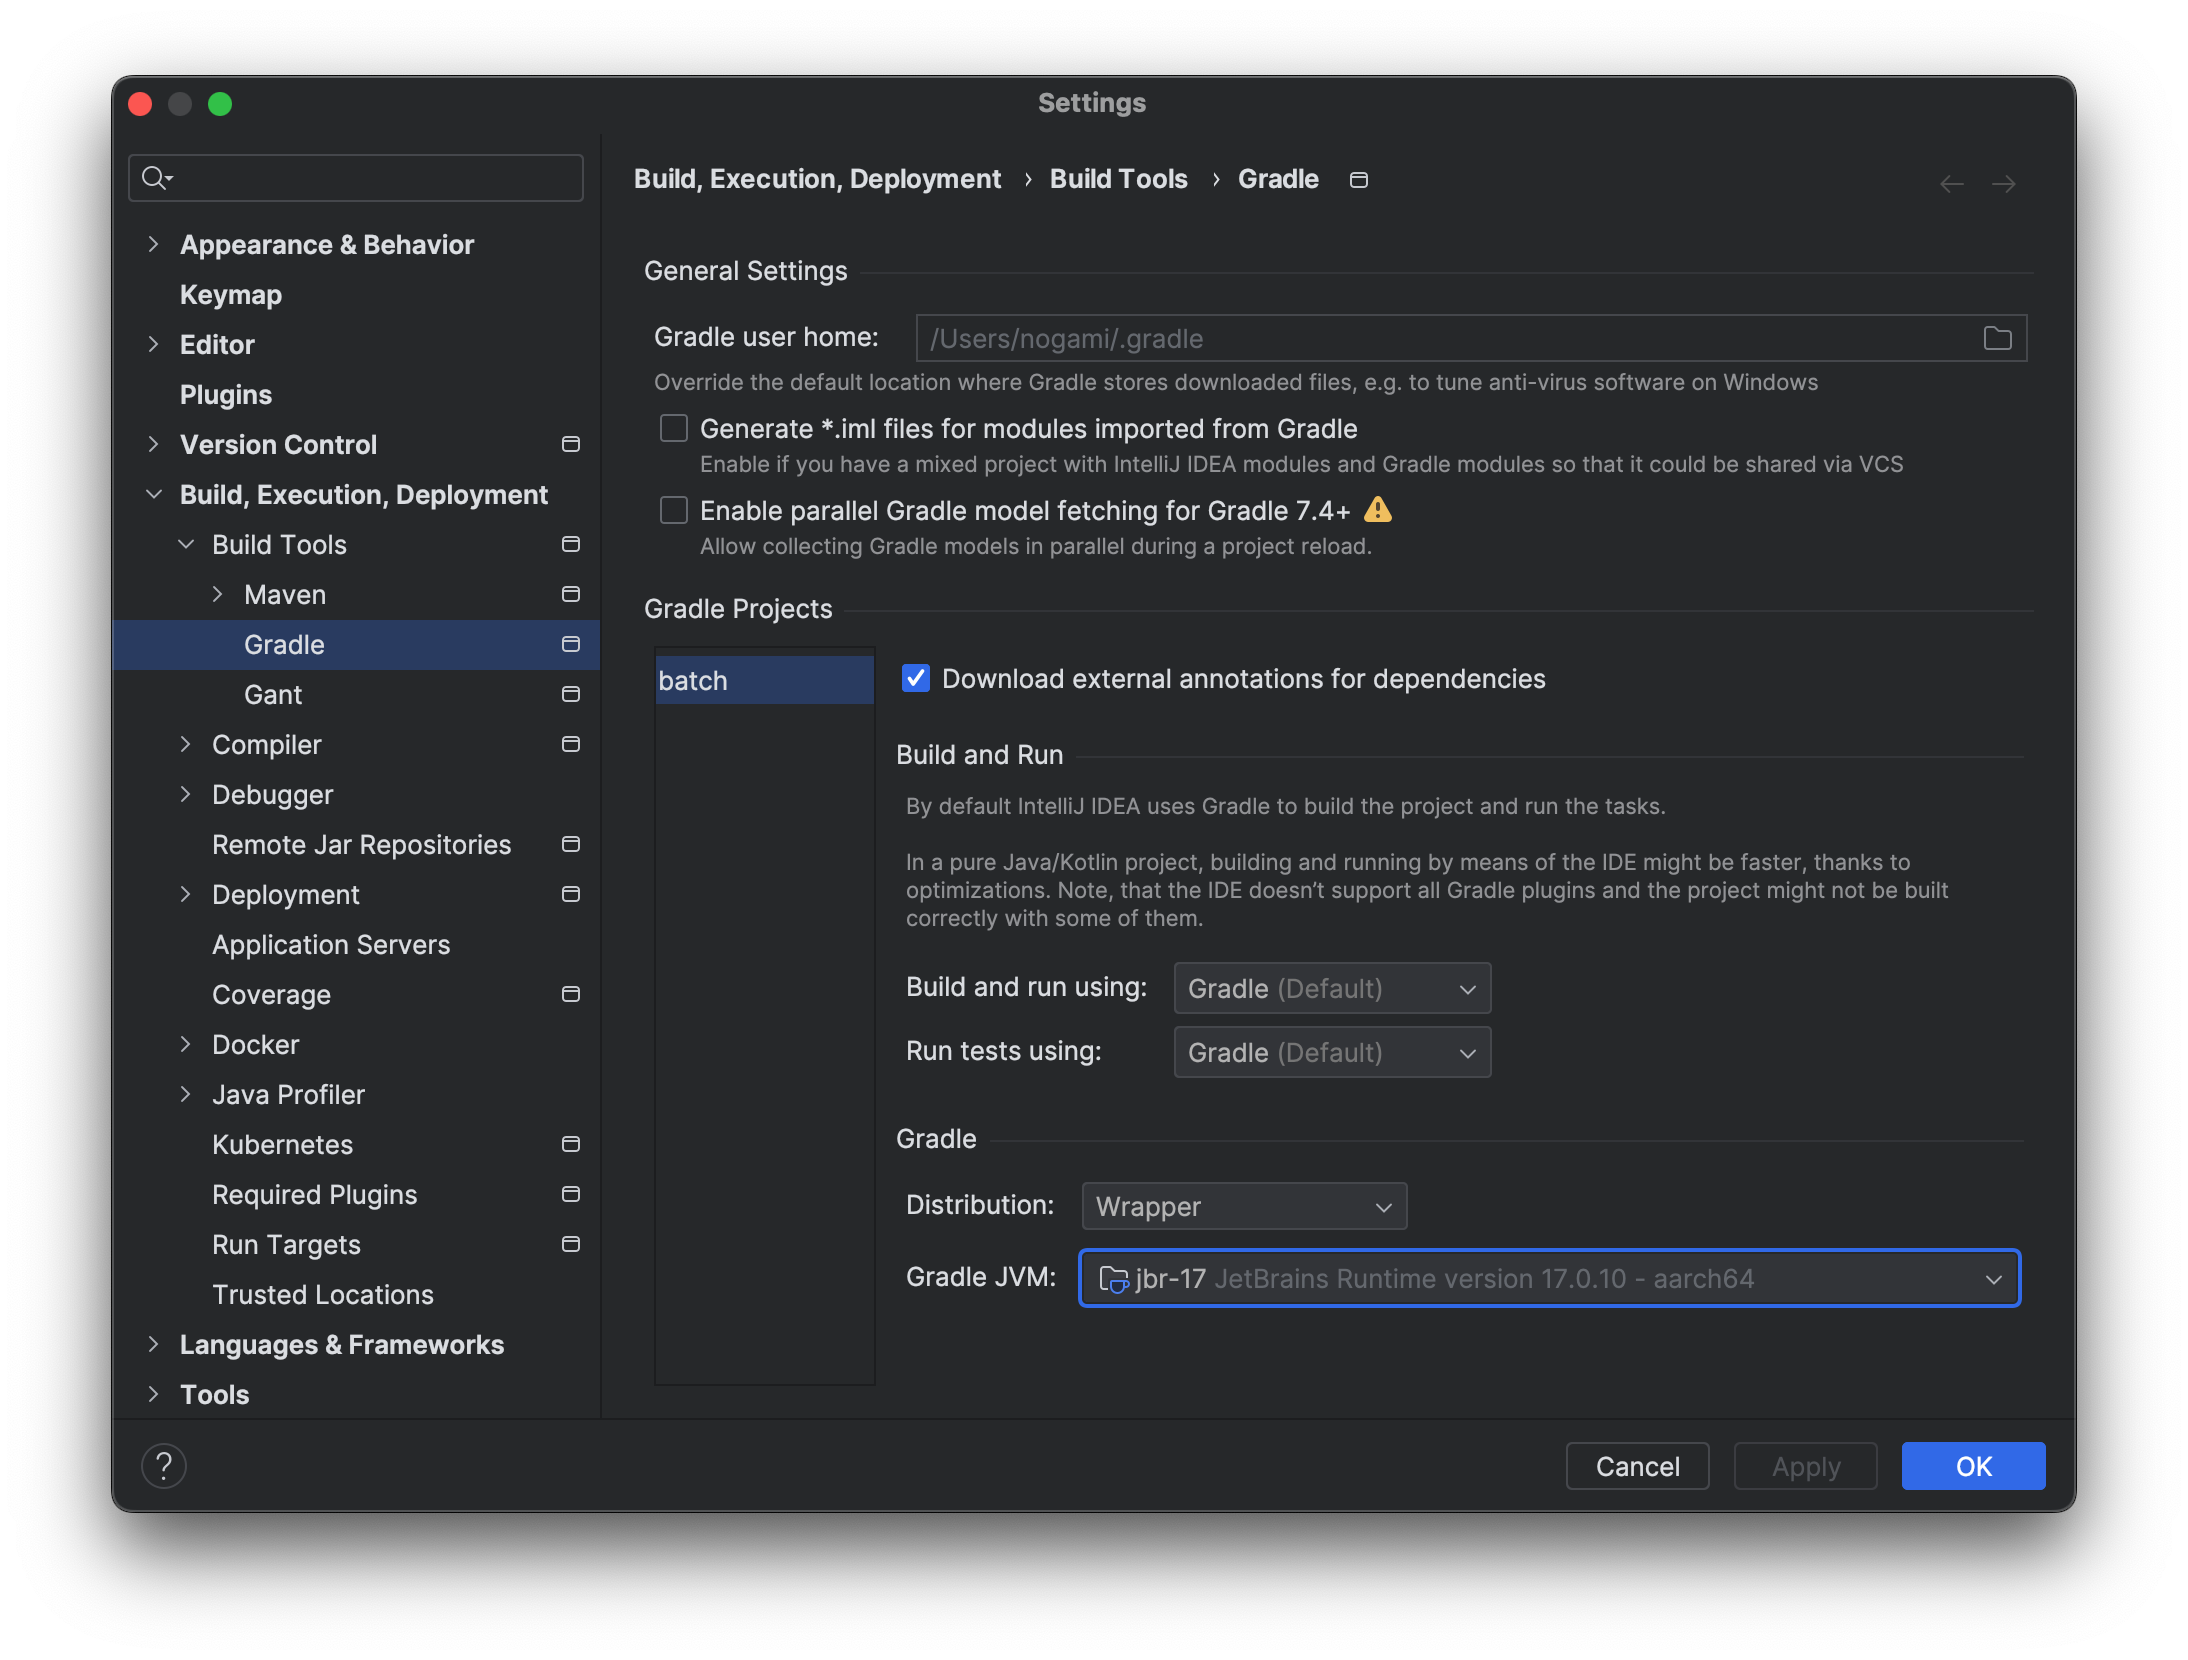 Settings
Appearance & Behavior
Keymap
Editor
Plugins
Version Control
Build, Execution, Deployment
Build Tools
Maven
Gradle
Gant
Compiler
Debugger
Remote Jar Repositories
Deployment
Application Servers
Coverage
Docker
Java Profiler
Kubernetes
Required Plugins
Run Targets
Trusted Locations
Languages & Frameworks
Tools
Build, Execution, Deployment › Build Tools › Gradle
General Settings
Gradle user home: /Users/nogami/.gradle
Override the default location where Gradle stores downloaded files, e.g. to tune anti-virus software on Windows
Generate *.iml files for modules imported from Gradle
Enable if you have a mixed project with IntelliJ IDEA modules and Gradle modules so that it could be shared via VCS
Enable parallel Gradle model fetching for Gradle 7.4+
Allow collecting Gradle models in parallel during a project reload.
Gradle Projects
batch
Download external annotations for dependencies
Build and Run
By default IntelliJ IDEA uses Gradle to build the project and run the tasks.
In a pure Java/Kotlin project, building and running by means of the IDE might be faster, thanks to
optimizations. Note, that the IDE doesn't support all Gradle plugins and the project might not be built
correctly with some of them.
Build and run using: Gradle (Default)
Run tests using: Gradle (Default)
Gradle
Distribution: Wrapper
Gradle JVM: jbr-17 JetBrains Runtime version 17.0.10 - aarch64
?
Cancel
Apply
OK